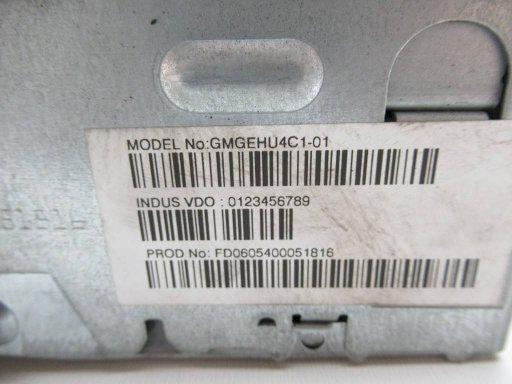 MODEL No:GMGEHU4C1-01
INDUS VDO : 0123456789
PROD No: FD0605400051816